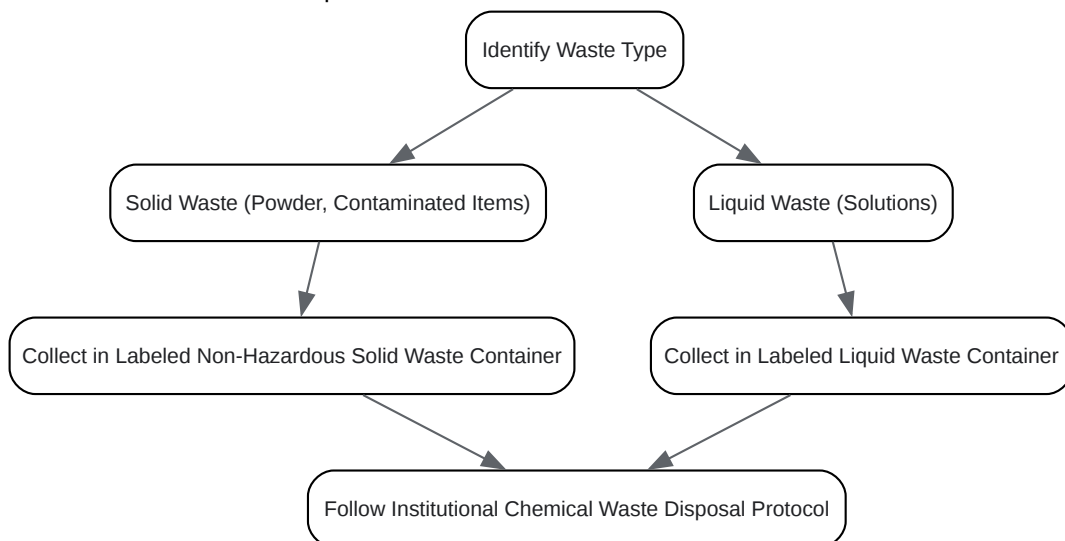 Identify Waste Type
Solid Waste (Powder, Contaminated Items)
Liquid Waste (Solutions)
Collect in Labeled Non-Hazardous Solid Waste Container
Collect in Labeled Liquid Waste Container
Follow Institutional Chemical Waste Disposal Protocol